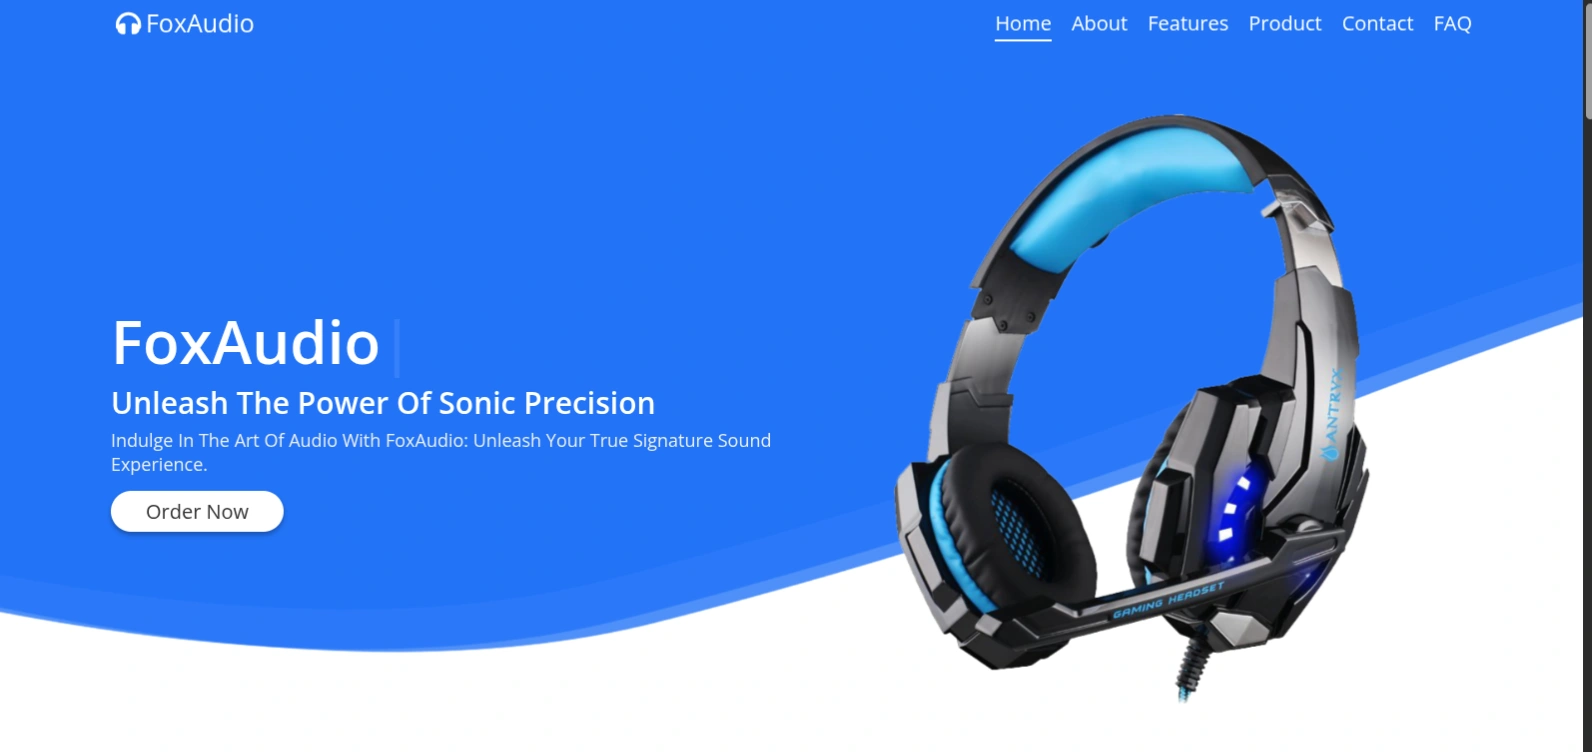 FoxAudio
Home About Features Product Contact FAQ
FoxAudio
Unleash The Power Of Sonic Precision
Indulge In The Art Of Audio With FoxAudio: Unleash Your True Signature Sound
Experience.
Order Now
ANTRYX
GAMING HEADSET